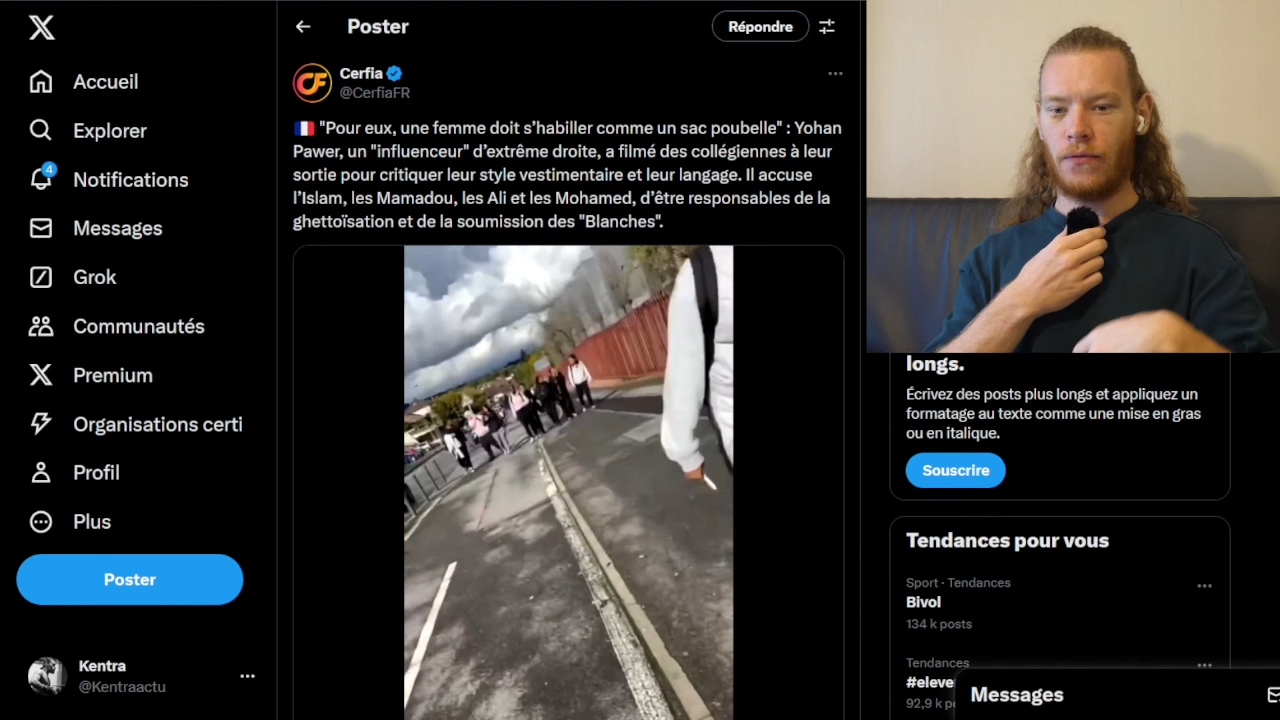 Accueil
Explorer
4
Notifications
Messages
Grok
Communautés
Premium
Organisations certi
Profil
Plus
Poster
Kentra
@Kentraactu
Poster
Répondre
Cerfia
@CerfiaFR
"Pour eux, une femme doit s’habiller comme un sac poubelle" : Yohan
Pawer, un "influenceur" d’extrême droite, a filmé des collégiennes à leur
sortie pour critiquer leur style vestimentaire et leur langage. Il accuse
l’Islam, les Mamadou, les Ali et les Mohamed, d’être responsables de la
ghettoïsation et de la soumission des "Blanches".
longs.
Écrivez des posts plus longs et appliquez un
formatage au texte comme une mise en gras
ou en italique.
Souscrire
Tendances pour vous
Sport · Tendances
Bivol
134 k posts
Tendances
#eleve
92,9 k po
Messages